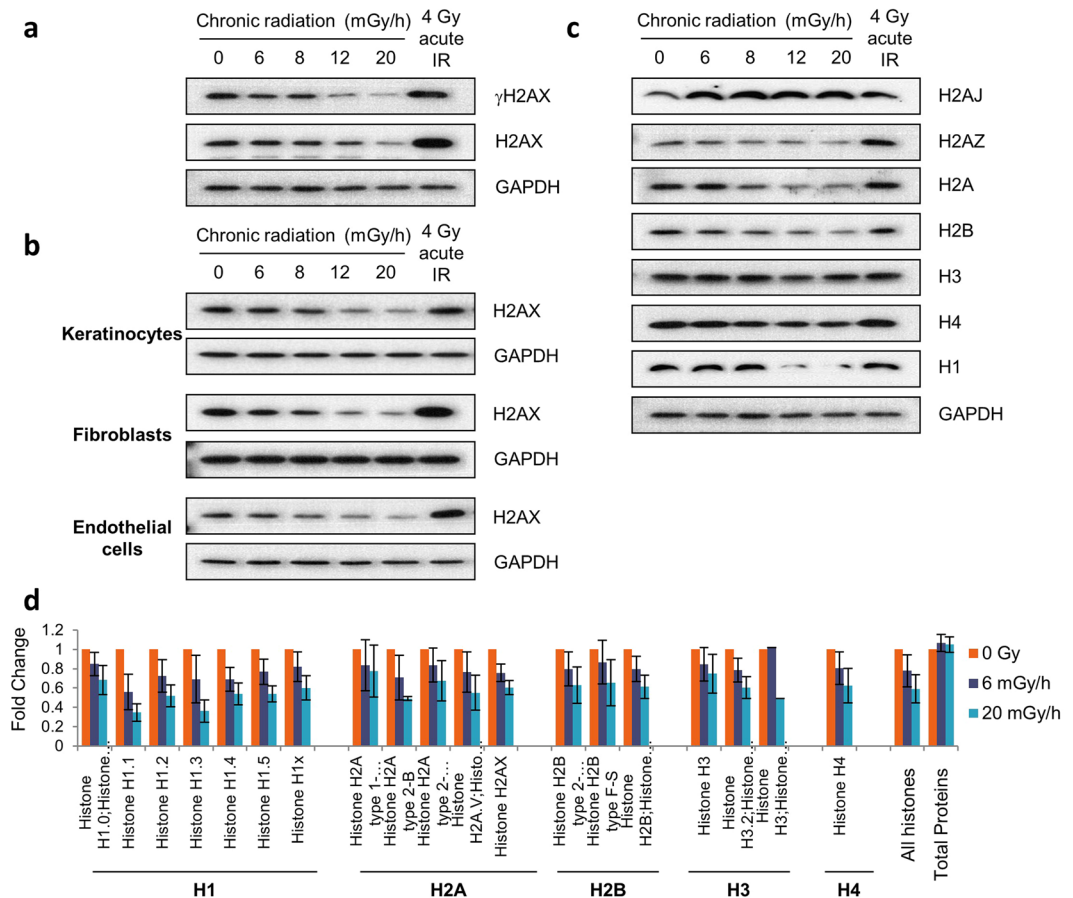 a
Chronic radiation (mGy/h)
4 Gy
acute
IR
0 6 8 12 20
γH2AX
H2AX
GAPDH
b
Chronic radiation (mGy/h)
4 Gy
acute
IR
0 6 8 12 20
Keratinocytes
H2AX
GAPDH
Fibroblasts
H2AX
GAPDH
Endothelial
cells
H2AX
GAPDH
c
Chronic radiation (mGy/h)
4 Gy
acute
IR
0 6 8 12 20
H2AJ
H2AZ
H2A
H2B
H3
H4
H1
GAPDH
d
Fold Change
1.2
1
0.8
0.6
0.4
0.2
0
0 Gy
6 mGy/h
20 mGy/h
Histone
H1.0;Histone...
Histone H1.1
Histone H1.2
Histone H1.3
Histone H1.4
Histone H1.5
Histone H1x
Histone H2A
type 1-...
Histone H2A
type 2-B
Histone H2A
type 2-...
Histone
H2A.V;Histo...
Histone H2AX
Histone H2B
type 2-...
Histone H2B
type F-S
Histone
H2B;Histone...
Histone H3
Histone
H3.2;Histone...
Histone
H3;Histone...
Histone H4
All histones
Total Proteins
H1
H2A
H2B
H3
H4